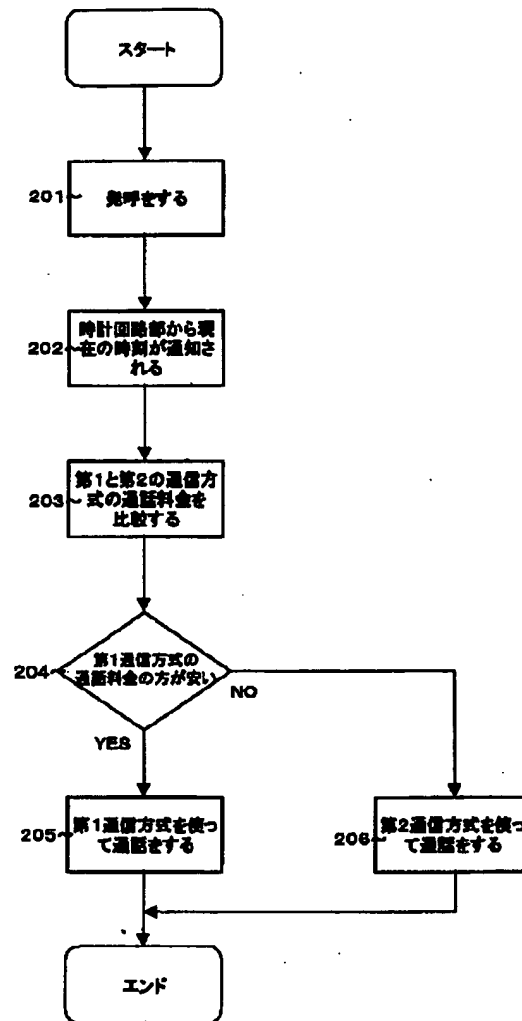 スタート
201
発呼をする
202
時計回路部から現
在の時刻が通知さ
れる
203
第1と第2の通信方
式の通話料金を
比較する
204
第1通信方式の
通話料金の方が安い
NO
YES
205
第1通信方式を使っ
て通話をする
206
第2通信方式を使っ
て通話をする
エンド